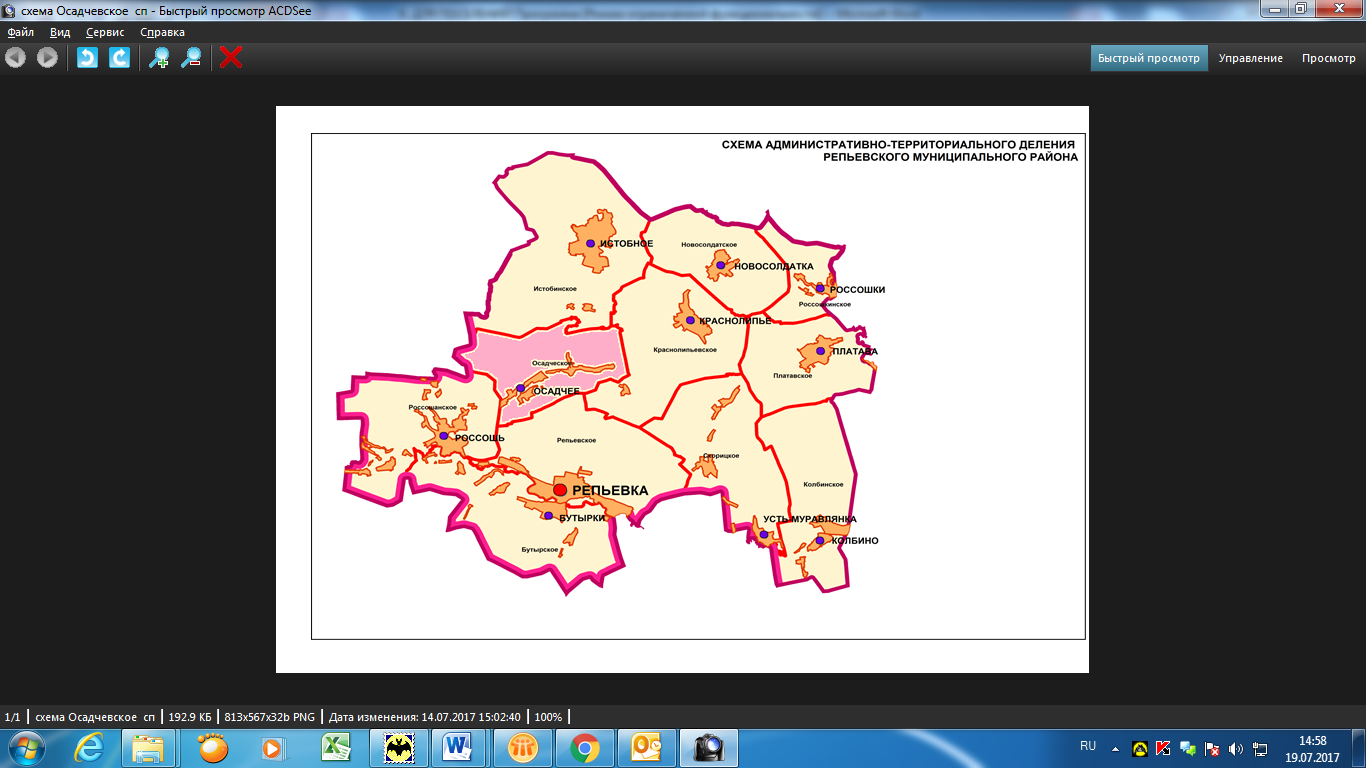 схема Осадчевское сп - Быстрый просмотр ACDSee
Файл Вид Сервис Справка
Быстрый просмотр Управление Просмотр
СХЕМА АДМИНИСТРАТИВНО-ТЕРРИТОРИАЛЬНОГО ДЕЛЕНИЯ
РЕПЬЕВСКОГО МУНИЦИПАЛЬНОГО РАЙОНА
ИСТОБНОЕ
Новосолдатское
НОВОСОЛДАТКА
Истобинское
РОССОШКИ
Россошкинское
КРАСНОЛИПЬЕ
Краснолипьевское
ПЛАТАВА
Платавское
Осадческое
ОСАДЧЕЕ
Россошанское
РОССОШЬ
Репьевское
Скорицкое
РЕПЬЕВКА
Колбинское
БУТЫРКИ
УСТЬ МУРАВЛЯНКА
КОЛБИНО
Бутырское
1/1 схема Осадчевское сп 192.9 КБ 813x567x32b PNG Дата изменения: 14.07.2017 15:02:40 100%
RU
14:58
19.07.2017